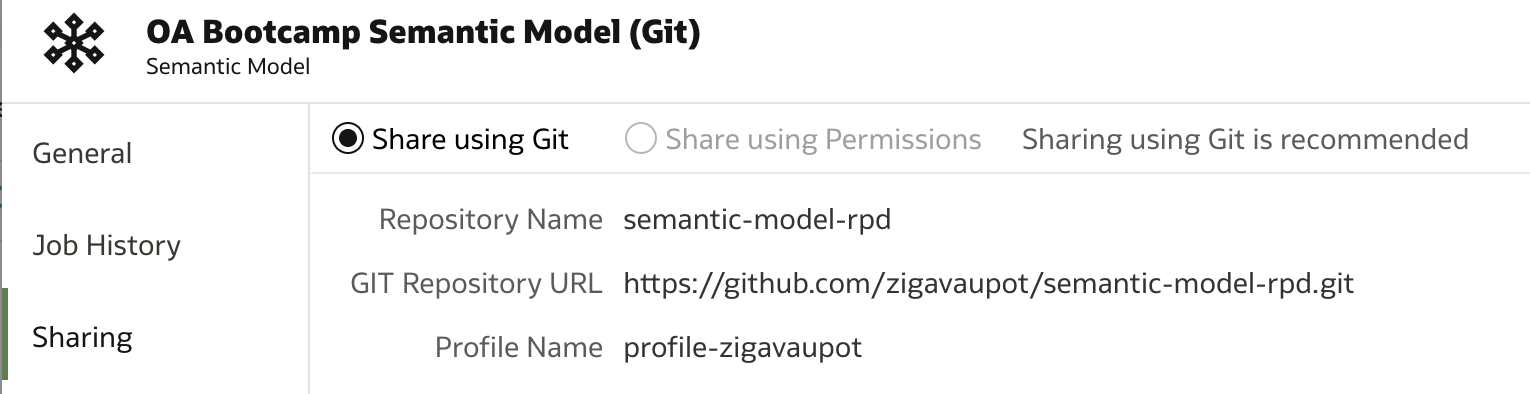 OA Bootcamp Semantic Model (Git)
Semantic Model
General
Job History
Sharing
Share using Git Share using Permissions Sharing using Git is recommended
Repository Name semantic-model-rpd
GIT Repository URL https://github.com/zigavaupot/semantic-model-rpd.git
Profile Name profile-zigavaupot